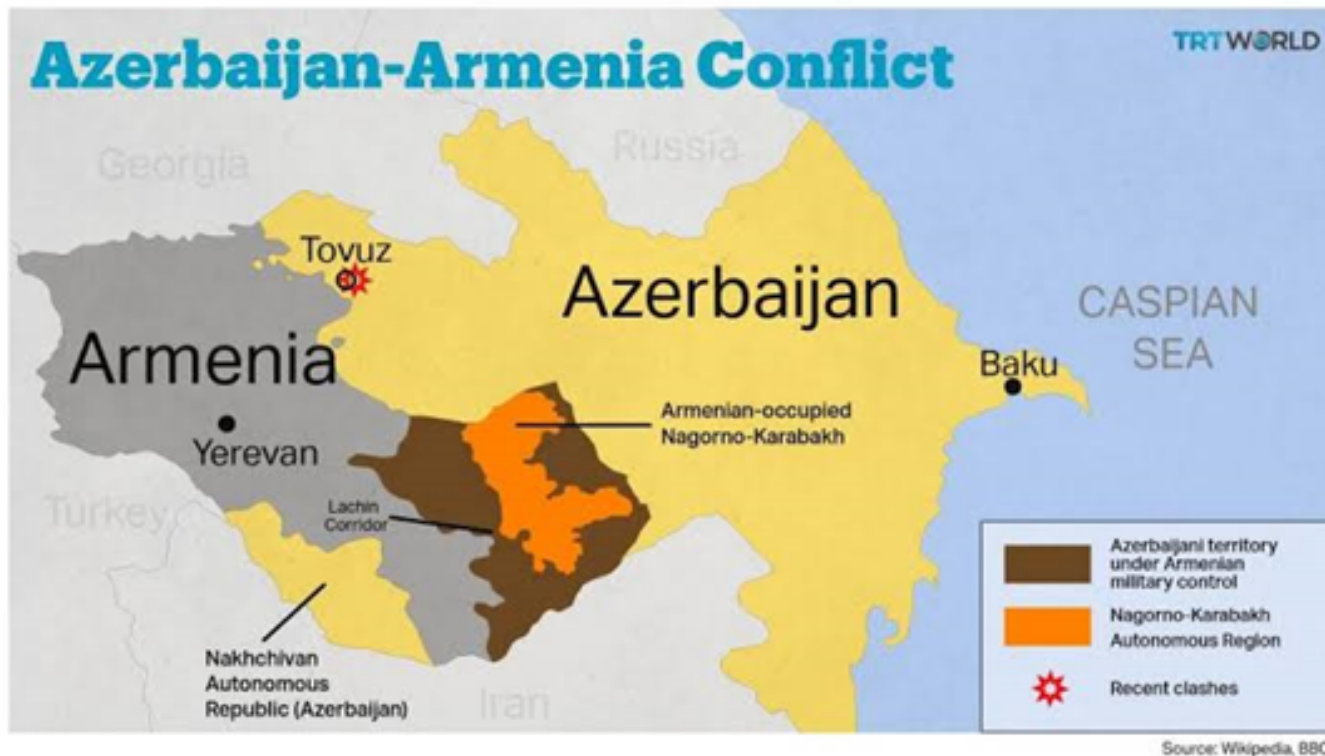 Azerbaijan-Armenia Conflict
TRT WORLD
Georgia
Russia
Tovuz
Azerbaijan
CASPIAN
SEA
Armenia
Baku
Armenian-occupied
Nagorno-Karabakh
Yerevan
Lachin
Corridor
Turkey
Nakhchivan
Autonomous
Republic (Azerbaijan)
Iran
Azerbaijani territory
under Armenian
military control
Nagorno-Karabakh
Autonomous Region
Recent clashes
Source: Wikipedia, BBC